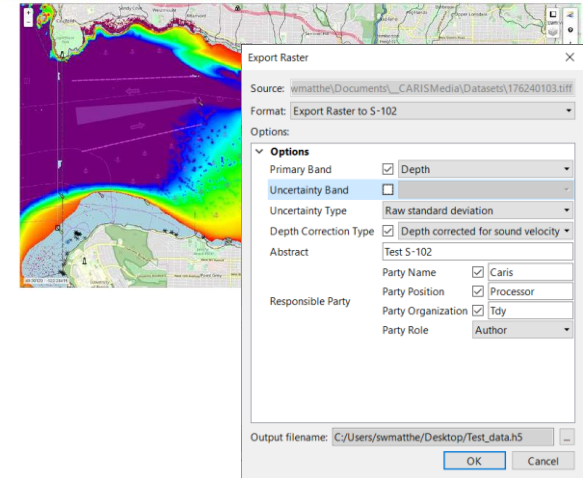 Export Raster
Source: wmatthe\Documents\__CARISMedia\Datasets\176240103.tiff
Format: Export Raster to S-102
Options:
Options
Primary Band Depth
Uncertainty Band
Uncertainty Type Raw standard deviation
Depth Correction Type Depth corrected for sound velocity
Abstract Test S-102
Responsible Party
Party Name Caris
Party Position Processor
Party Organization Tdy
Party Role Author
Output filename: C:/Users/swmatthe/Desktop/Test_data.h5 ...
OK Cancel